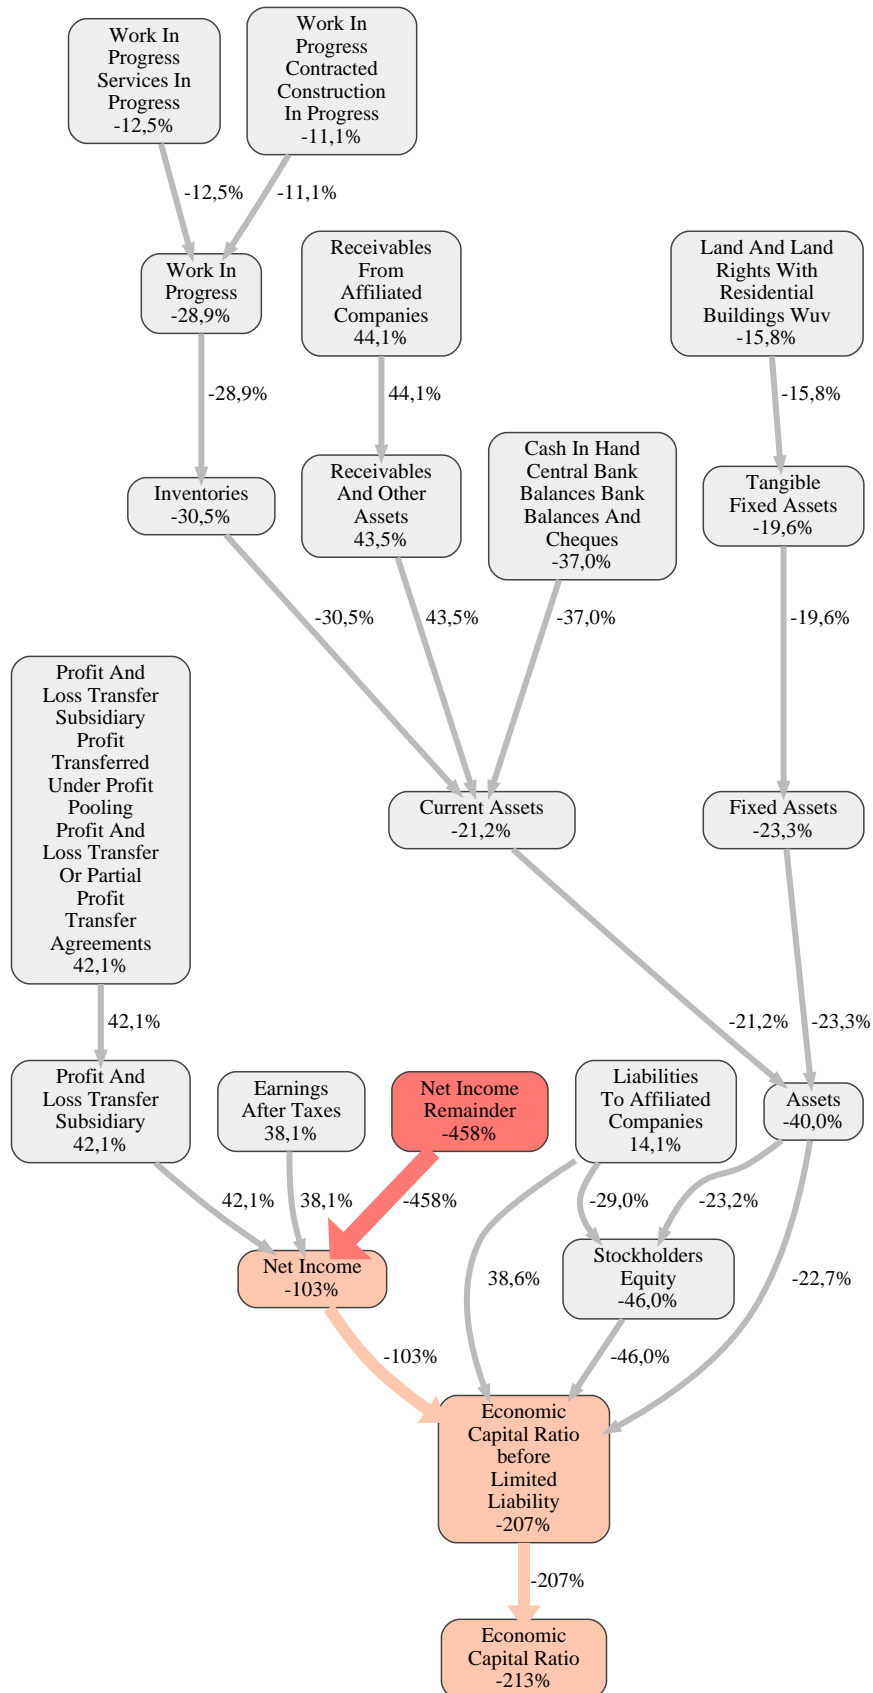 Work In
Progress
Services In
Progress
-12,5%
Work In
Progress
Contracted
Construction
In Progress
-11,1%
-12,5%
-11,1%
Work In
Progress
-28,9%
Receivables
From
Affiliated
Companies
44,1%
Land And Land
Rights With
Residential
Buildings Wuv
-15,8%
-28,9%
44,1%
-15,8%
Inventories
-30,5%
Receivables
And Other
Assets
43,5%
Cash In Hand
Central Bank
Balances Bank
Balances And
Cheques
-37,0%
Tangible
Fixed Assets
-19,6%
-30,5%
43,5%
-37,0%
-19,6%
Profit And
Loss Transfer
Subsidiary
Profit
Transferred
Under Profit
Pooling
Profit And
Loss Transfer
Or Partial
Profit
Transfer
Agreements
42,1%
Current Assets
-21,2%
Fixed Assets
-23,3%
42,1%
-21,2%
-23,3%
Profit And
Loss Transfer
Subsidiary
42,1%
Earnings
After Taxes
38,1%
Net Income
Remainder
-458%
Liabilities
To Affiliated
Companies
14,1%
Assets
-40,0%
42,1%
38,1%
-458%
-29,0%
-23,2%
Net Income
-103%
38,6%
Stockholders
Equity
-46,0%
-22,7%
-103%
-46,0%
Economic
Capital Ratio
before
Limited
Liability
-207%
-207%
Economic
Capital Ratio
-213%